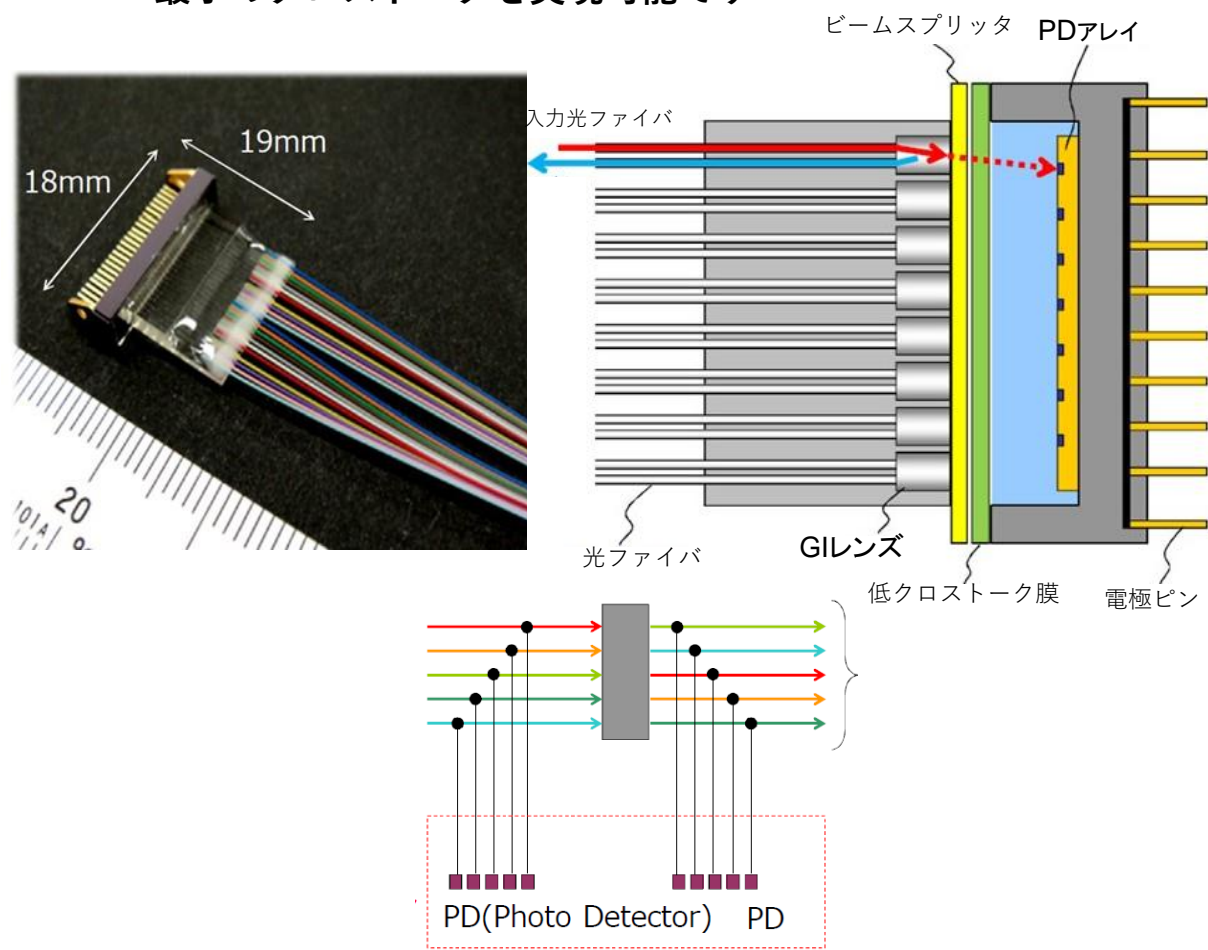 ビームスプリッタ
PDアレイ
入力光ファイバ
19mm
18mm
20
101A
光ファイバ
GIレンズ
低クロストーク膜
電極ピン
PD(Photo Detector)
PD